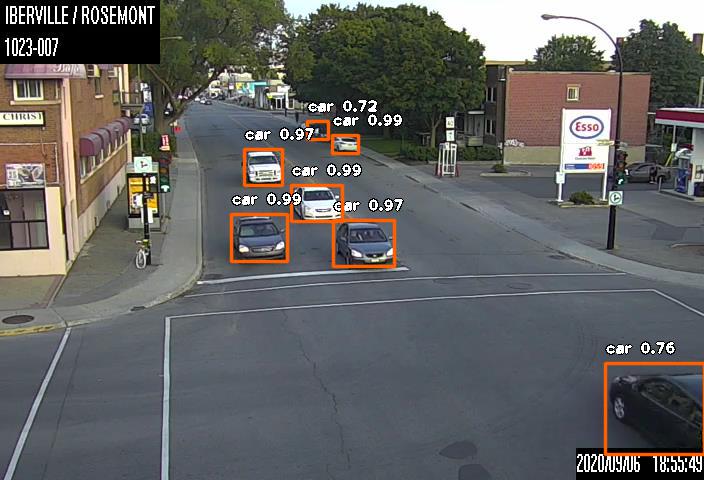 IBERVILLE / ROSEMONT
1023-007
CHRIST
car 0.72
car 0.99
car 0.97
car 0.99
car 0.99
car 0.97
Esso
car 0.76
2020/09/06 18:55:49